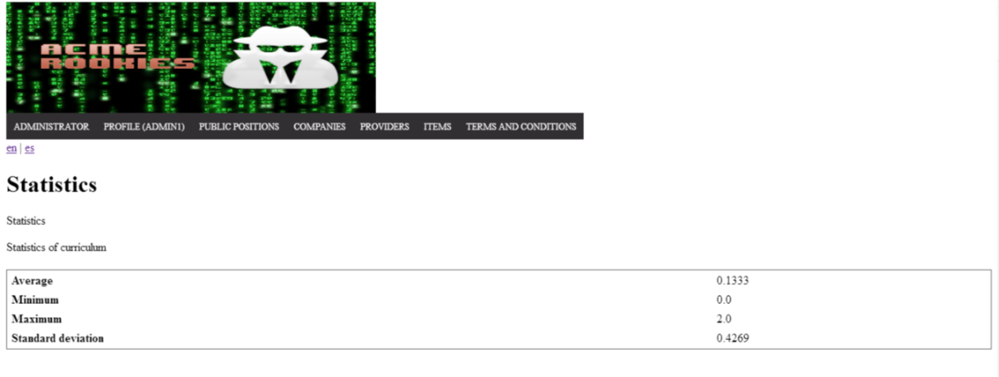 ACME
ROOKIES
ADMINISTRATOR PROFILE (ADMIN1) PUBLIC POSITIONS COMPANIES PROVIDERS ITEMS TERMS AND CONDITIONS
en | es
Statistics
Statistics
Statistics of curriculum
Average 0.1333
Minimum 0.0
Maximum 2.0
Standard deviation 0.4269